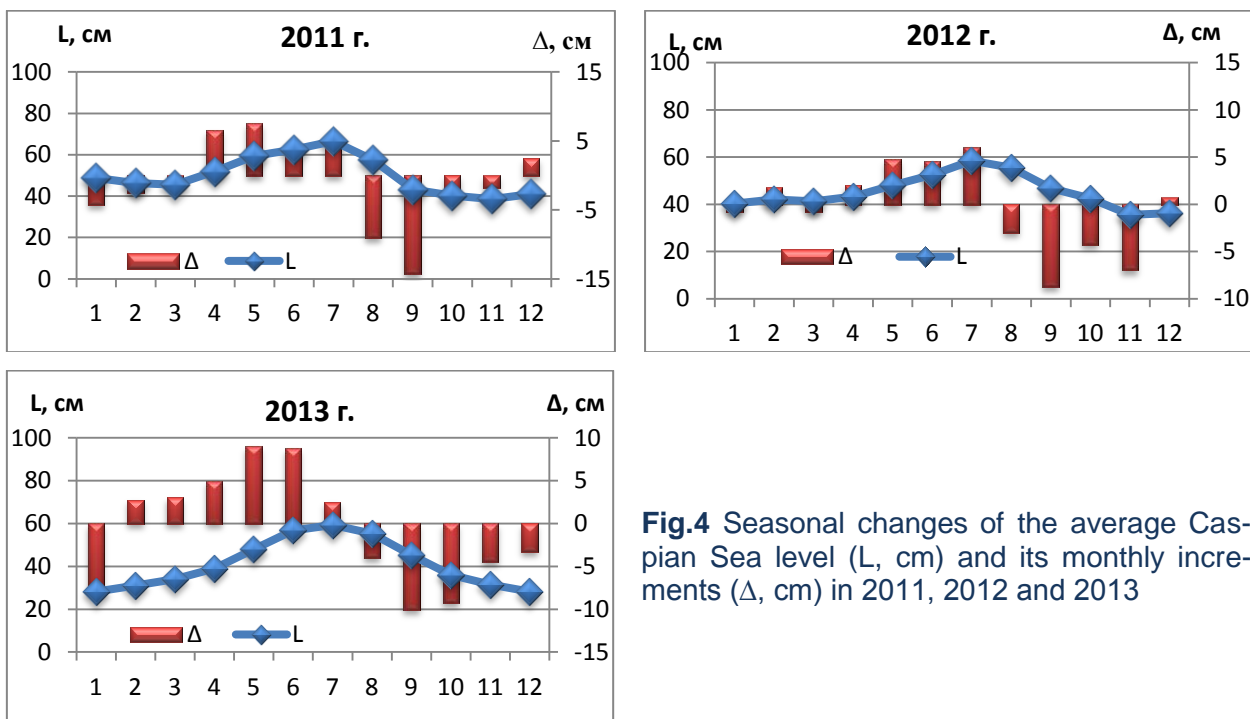 L, см 2011 г. Δ, см
100 15
80
5
60
40
-5
20
Δ L
0 -15
1 2 3 4 5 6 7 8 9 10 11 12
L, см 2012 г. Δ, см
100 15
80 10
60 5
40 0
20 -5
Δ L
0 -10
1 2 3 4 5 6 7 8 9 10 11 12
L, см 2013 г. Δ, см
100 10
80 5
60 0
40 -5
20 -10
Δ L
0 -15
1 2 3 4 5 6 7 8 9 10 11 12
Fig.4 Seasonal changes of the average Cas-
pian Sea level (L, cm) and its monthly incre-
ments (Δ, cm) in 2011, 2012 and 2013